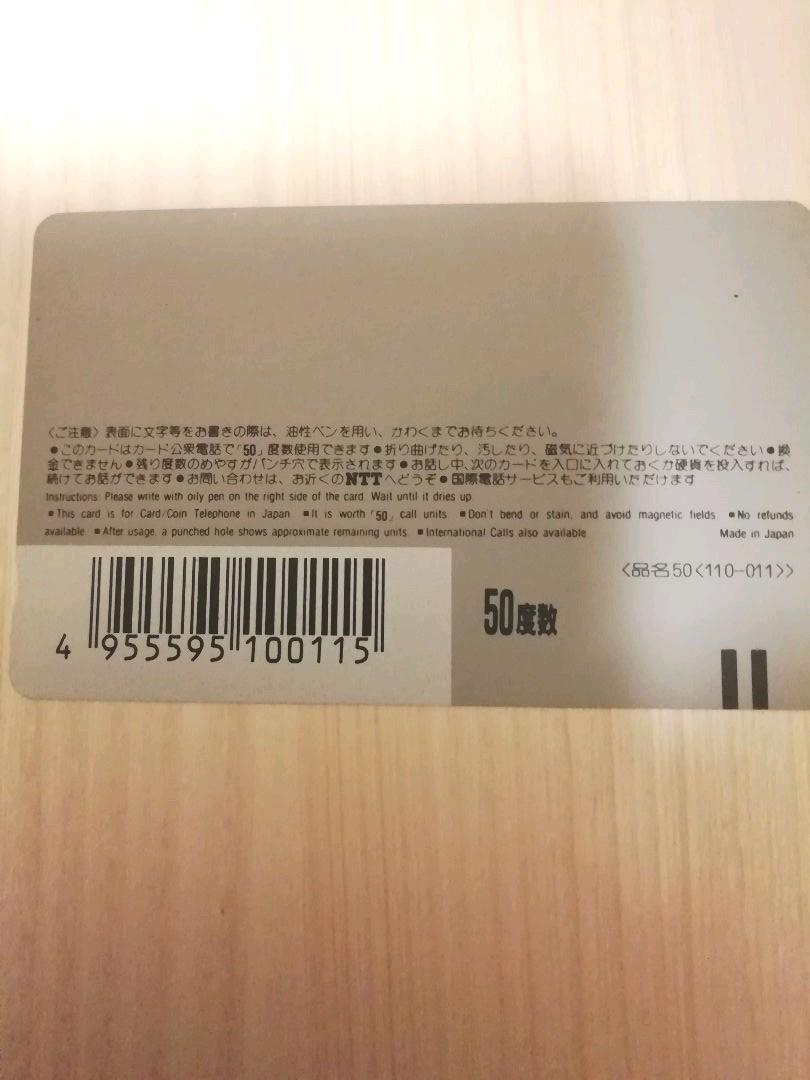 〈ご注意〉表面に文字等をお書きの際は、油性ペンを用い、かわくまでお待ちください。
●このカードはカード公衆電話で「50」度数使用できます●折り曲げたり、汚したり、磁気に近づけたりしないでください●換
金できません●残り度数のめやすがパンチ穴で表示されます●お話し中、次のカードを入口に入れておくか硬貨を投入すれば、
続けてお話ができます●お問い合わせは、お近くのNTTへどうぞ●国際電話サービスもご利用いただけます
Instructions: Please write with oily pen on the right side of the card. Wait until it dries up.
■This card is for Card/Coin Telephone in Japan ■It is worth「50」call units ■Don't bend or stain, and avoid magnetic fields ■No refunds
available ■After usage, a punched hole shows approximate remaining units ■International Calls also available Made in Japan
〈品名50〈110-011〉〉
50度数
4 955595 100115